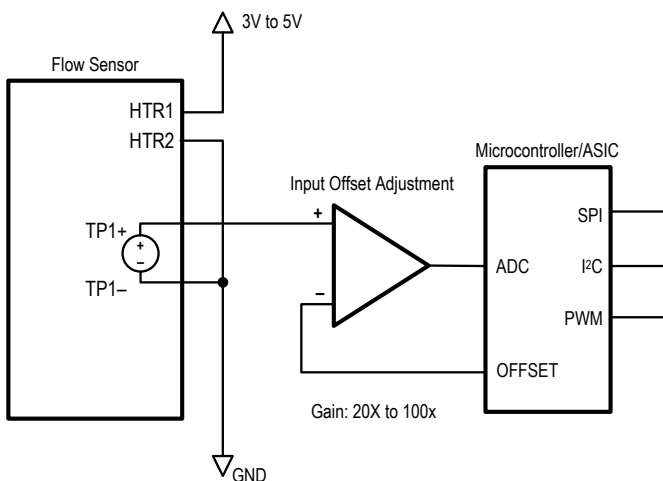 3V to 5V
Flow Sensor
HTR1
HTR2
Microcontroller/ASIC
Input Offset Adjustment
SPI
+
TP1+
+
–
ADC
I²C
–
TP1–
PWM
OFFSET
Gain: 20X to 100x
GND